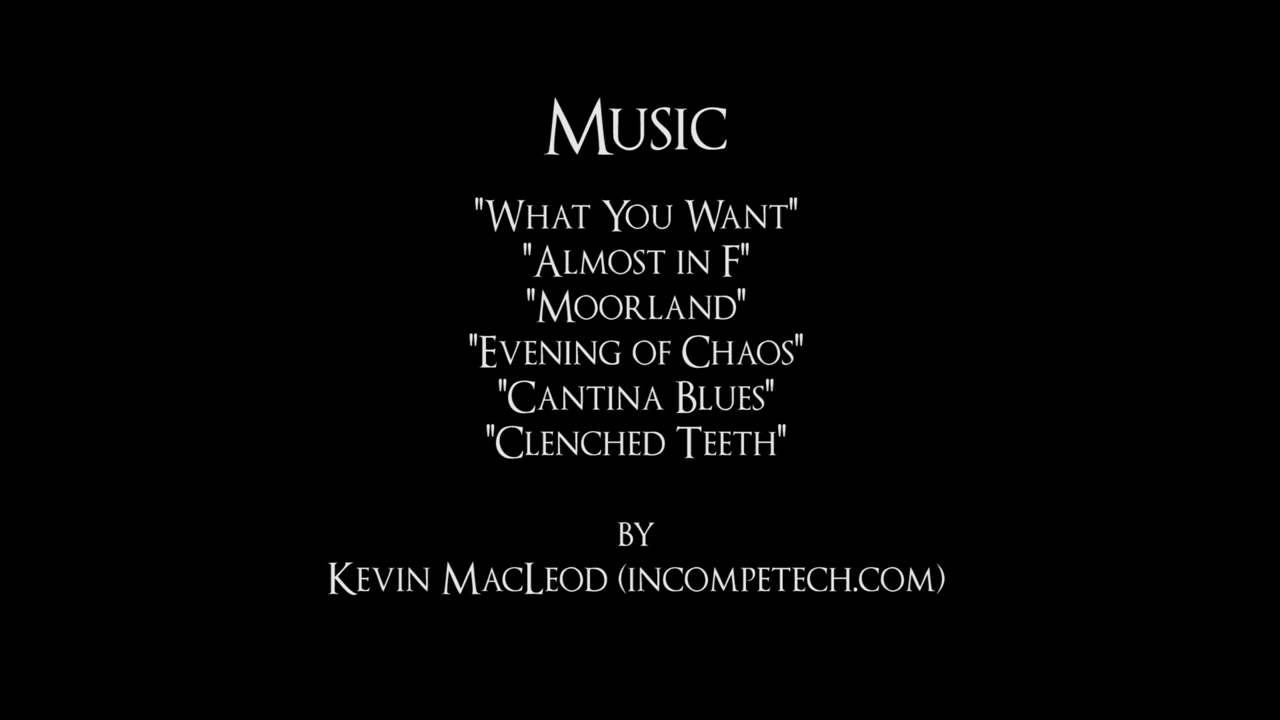 Music
"What You Want"
"Almost in F"
"Moorland"
"Evening of Chaos"
"Cantina Blues"
"Clenched Teeth"
by
Kevin MacLeod (incompetech.com)